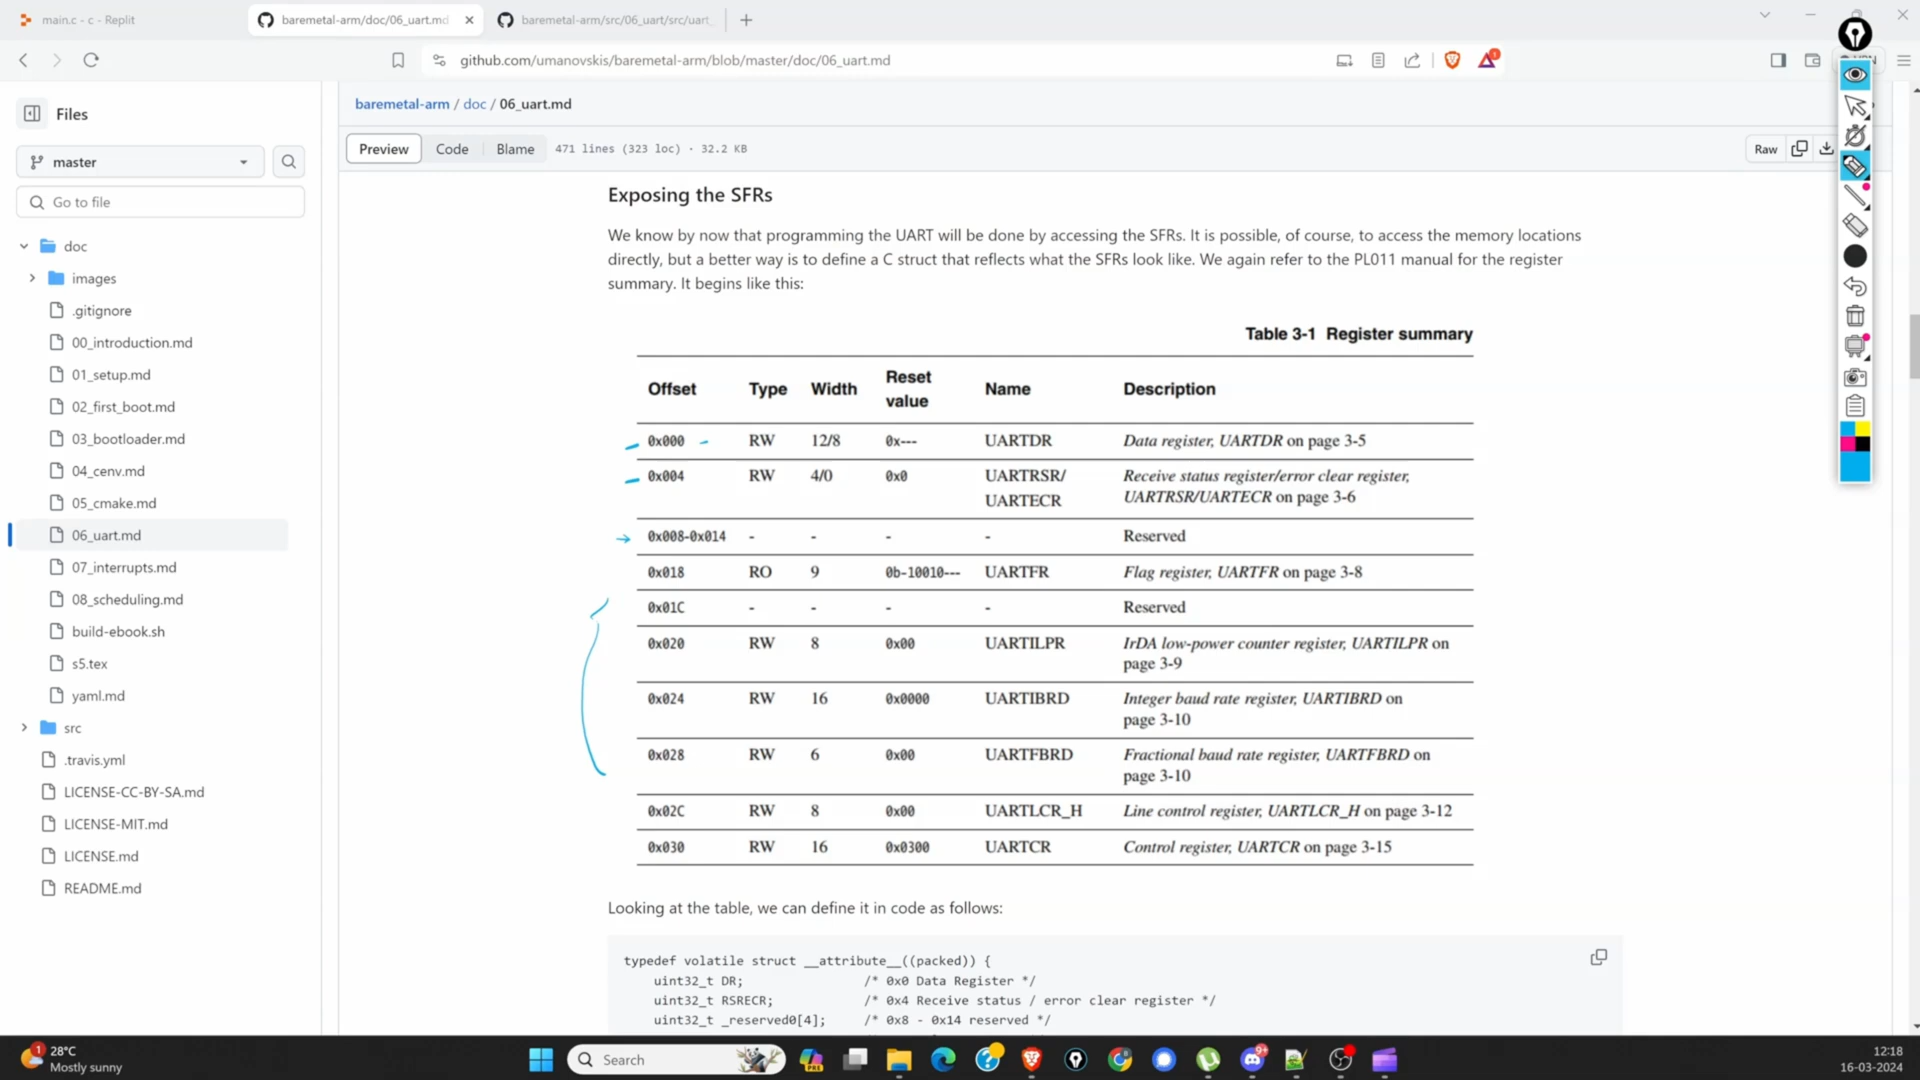 main.c - c - Replit
baremetal-arm/doc/06_uart.md
baremetal-arm/src/06_uart/src/uart_
github.com/umanovskis/baremetal-arm/blob/master/doc/06_uart.md
1
Files
master
Go to file
doc
images
.gitignore
00_introduction.md
01_setup.md
02_first_boot.md
03_bootloader.md
04_cenv.md
05_cmake.md
06_uart.md
07_interrupts.md
08_scheduling.md
build-ebook.sh
s5.tex
yaml.md
src
.travis.yml
LICENSE-CC-BY-SA.md
LICENSE-MIT.md
LICENSE.md
README.md
baremetal-arm / doc / 06_uart.md
Preview Code Blame 471 lines (323 loc) · 32.2 KB
Raw
Exposing the SFRs
We know by now that programming the UART will be done by accessing the SFRs. It is possible, of course, to access the memory locations
directly, but a better way is to define a C struct that reflects what the SFRs look like. We again refer to the PL011 manual for the register
summary. It begins like this:
Table 3-1 Register summary
Offset Type Width Reset value Name Description
0x000 RW 12/8 0x--- UARTDR Data register, UARTDR on page 3-5
0x004 RW 4/0 0x0 UARTRSR/ Receive status register/error clear register,
UARTECR UARTRSR/UARTECR on page 3-6
0x008-0x014 - - - - Reserved
0x018 RO 9 0b-10010--- UARTFR Flag register, UARTFR on page 3-8
0x01C - - - - Reserved
0x020 RW 8 0x00 UARTILPR IrDA low-power counter register, UARTILPR on
page 3-9
0x024 RW 16 0x0000 UARTIBRD Integer baud rate register, UARTIBRD on
page 3-10
0x028 RW 6 0x00 UARTFBRD Fractional baud rate register, UARTFBRD on
page 3-10
0x02C RW 8 0x00 UARTLCR_H Line control register, UARTLCR_H on page 3-12
0x030 RW 16 0x0300 UARTCR Control register, UARTCR on page 3-15
Looking at the table, we can define it in code as follows:
typedef volatile struct __attribute__((packed)) {
uint32_t DR; /* 0x0 Data Register */
uint32_t RSRECR; /* 0x4 Receive status / error clear register */
uint32_t _reserved0[4]; /* 0x8 - 0x14 reserved */
1
28°C
Mostly sunny
Search
PRE
9+
12:18
16-03-2024